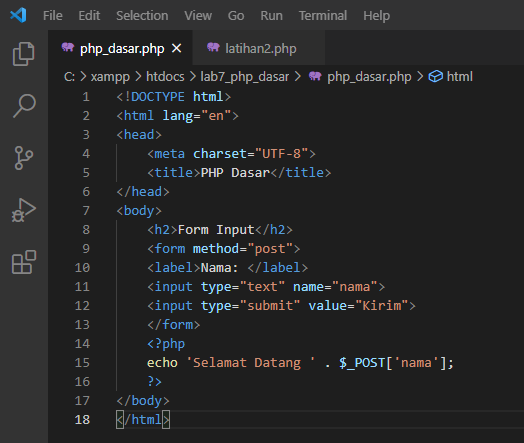 File Edit Selection View Go Run Terminal Help
php_dasar.php latihan2.php
C: > xampp > htdocs > lab7_php_dasar > php_dasar.php > html
1 <!DOCTYPE html>
2 <html lang="en">
3 <head>
4 <meta charset="UTF-8">
5 <title>PHP Dasar</title>
6 </head>
7 <body>
8 <h2>Form Input</h2>
9 <form method="post">
10 <label>Nama: </label>
11 <input type="text" name="nama">
12 <input type="submit" value="Kirim">
13 </form>
14 <?php
15 echo 'Selamat Datang ' . $_POST['nama'];
16 ?>
17 </body>
18 </html>